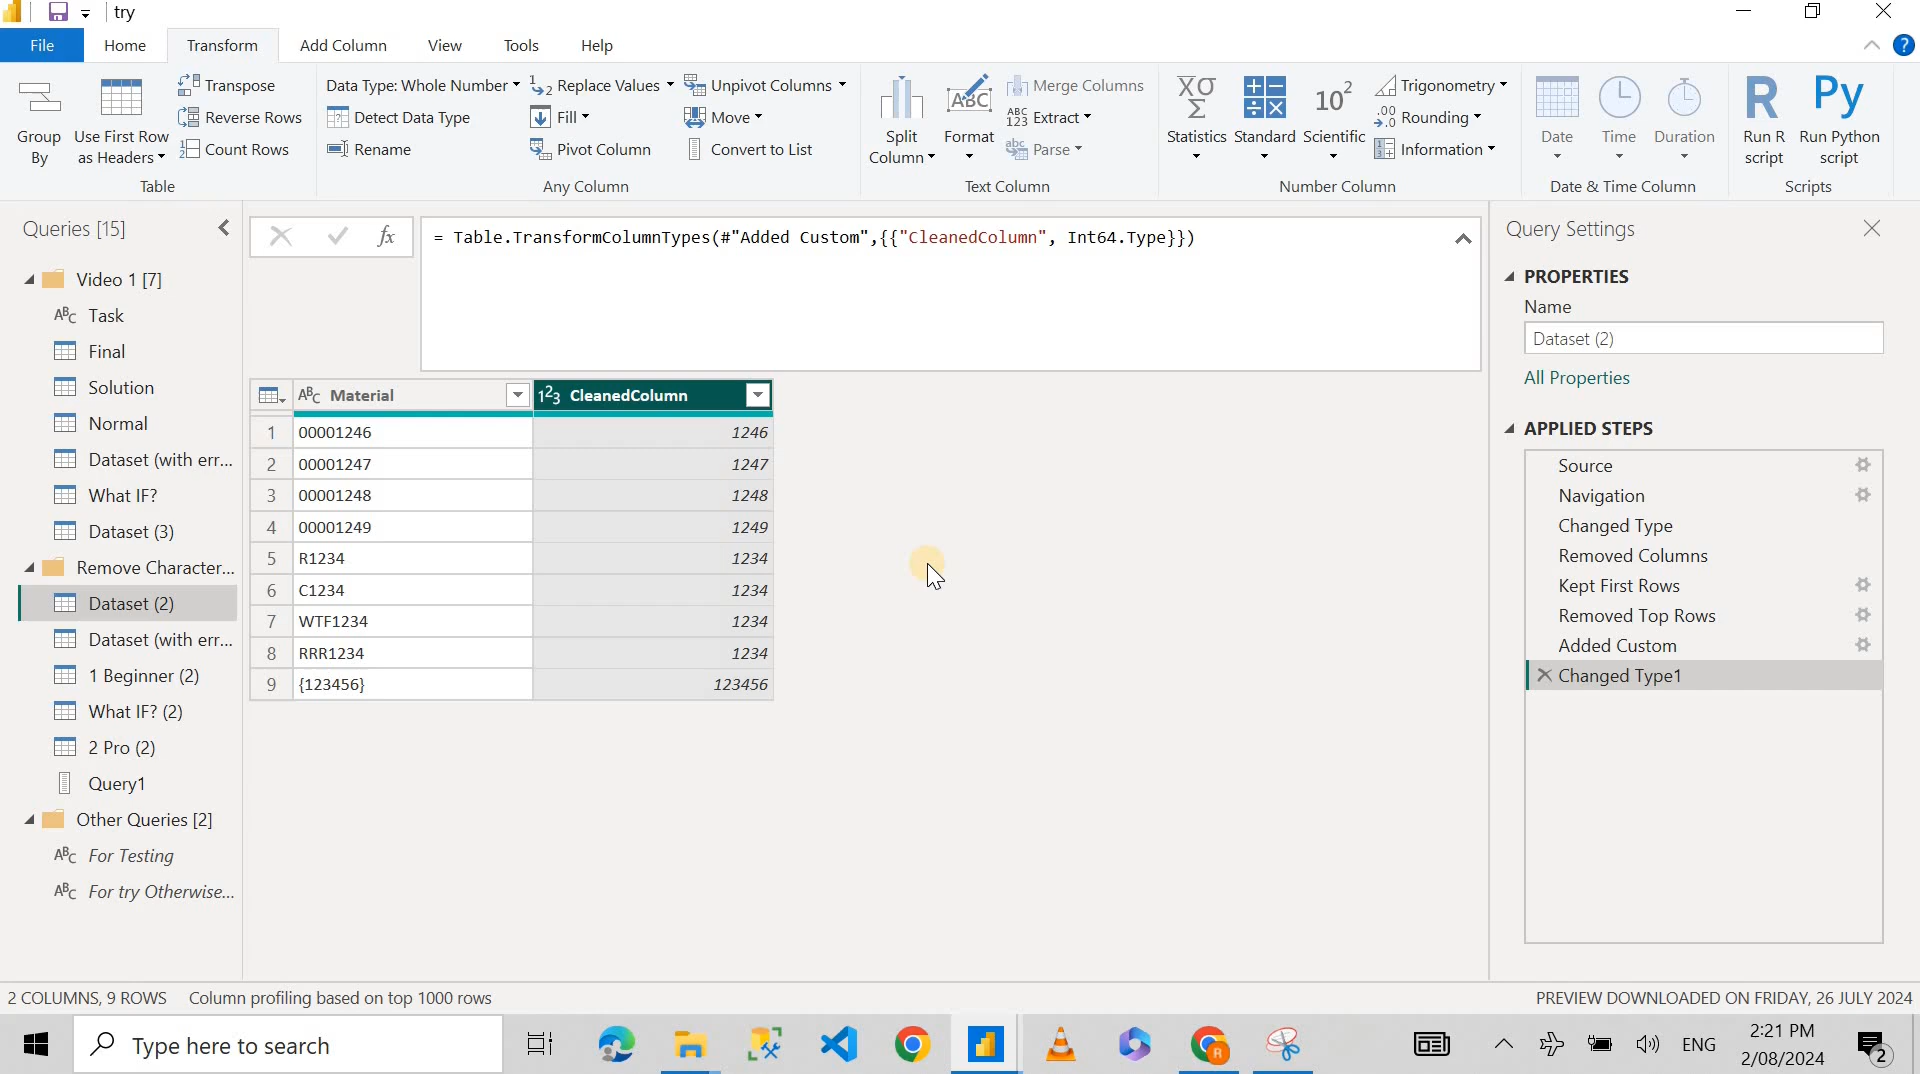 try
File
Home
Transform
Add Column
View
Tools
Help
Group By
Use First Row as Headers
Transpose
Reverse Rows
Count Rows
Table
Data Type: Whole Number
Detect Data Type
Rename
Replace Values
Fill
Pivot Column
Unpivot Columns
Move
Convert to List
Any Column
Split Column
Format
Merge Columns
Extract
Parse
Text Column
Statistics
Standard
Scientific
Trigonometry
Rounding
Information
Number Column
Date
Time
Duration
Date & Time Column
Run R script
Run Python script
Scripts
Queries [15]
Video 1 [7]
Task
Final
Solution
Normal
Dataset (with err...
What IF?
Dataset (3)
Remove Character...
Dataset (2)
Dataset (with err...
1 Beginner (2)
What IF? (2)
2 Pro (2)
Query1
Other Queries [2]
For Testing
For try Otherwise...
fx
= Table.TransformColumnTypes(#"Added Custom",{{"CleanedColumn", Int64.Type}})
Material CleanedColumn
1 00001246 1246
2 00001247 1247
3 00001248 1248
4 00001249 1249
5 R1234 1234
6 C1234 1234
7 WTF1234 1234
8 RRR1234 1234
9 {123456} 123456
Query Settings
PROPERTIES
Name
Dataset (2)
All Properties
APPLIED STEPS
Source
Navigation
Changed Type
Removed Columns
Kept First Rows
Removed Top Rows
Added Custom
Changed Type1
2 COLUMNS, 9 ROWS Column profiling based on top 1000 rows
PREVIEW DOWNLOADED ON FRIDAY, 26 JULY 2024
Type here to search
ENG
2:21 PM
2/08/2024
2